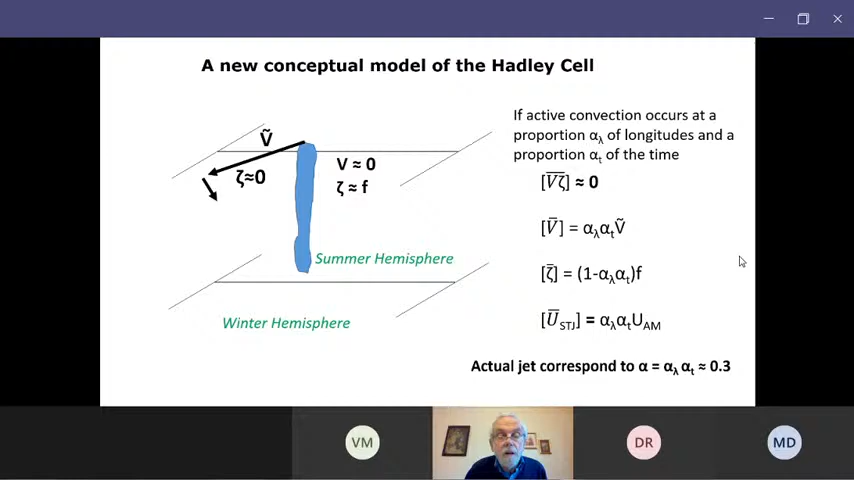 A new conceptual model of the Hadley Cell
Ṽ
ζ≈0
V ≈ 0
ζ ≈ f
Summer Hemisphere
Winter Hemisphere
If active convection occurs at a
proportion αλ of longitudes and a
proportion αt of the time
[V̅ζ̅] ≈ 0
[V̅] = αλαtṼ
[ζ̅] = (1-αλαt)f
[U̅STJ] = αλαtUAM
Actual jet correspond to α = αλ αt ≈ 0.3
VM
DR
MD